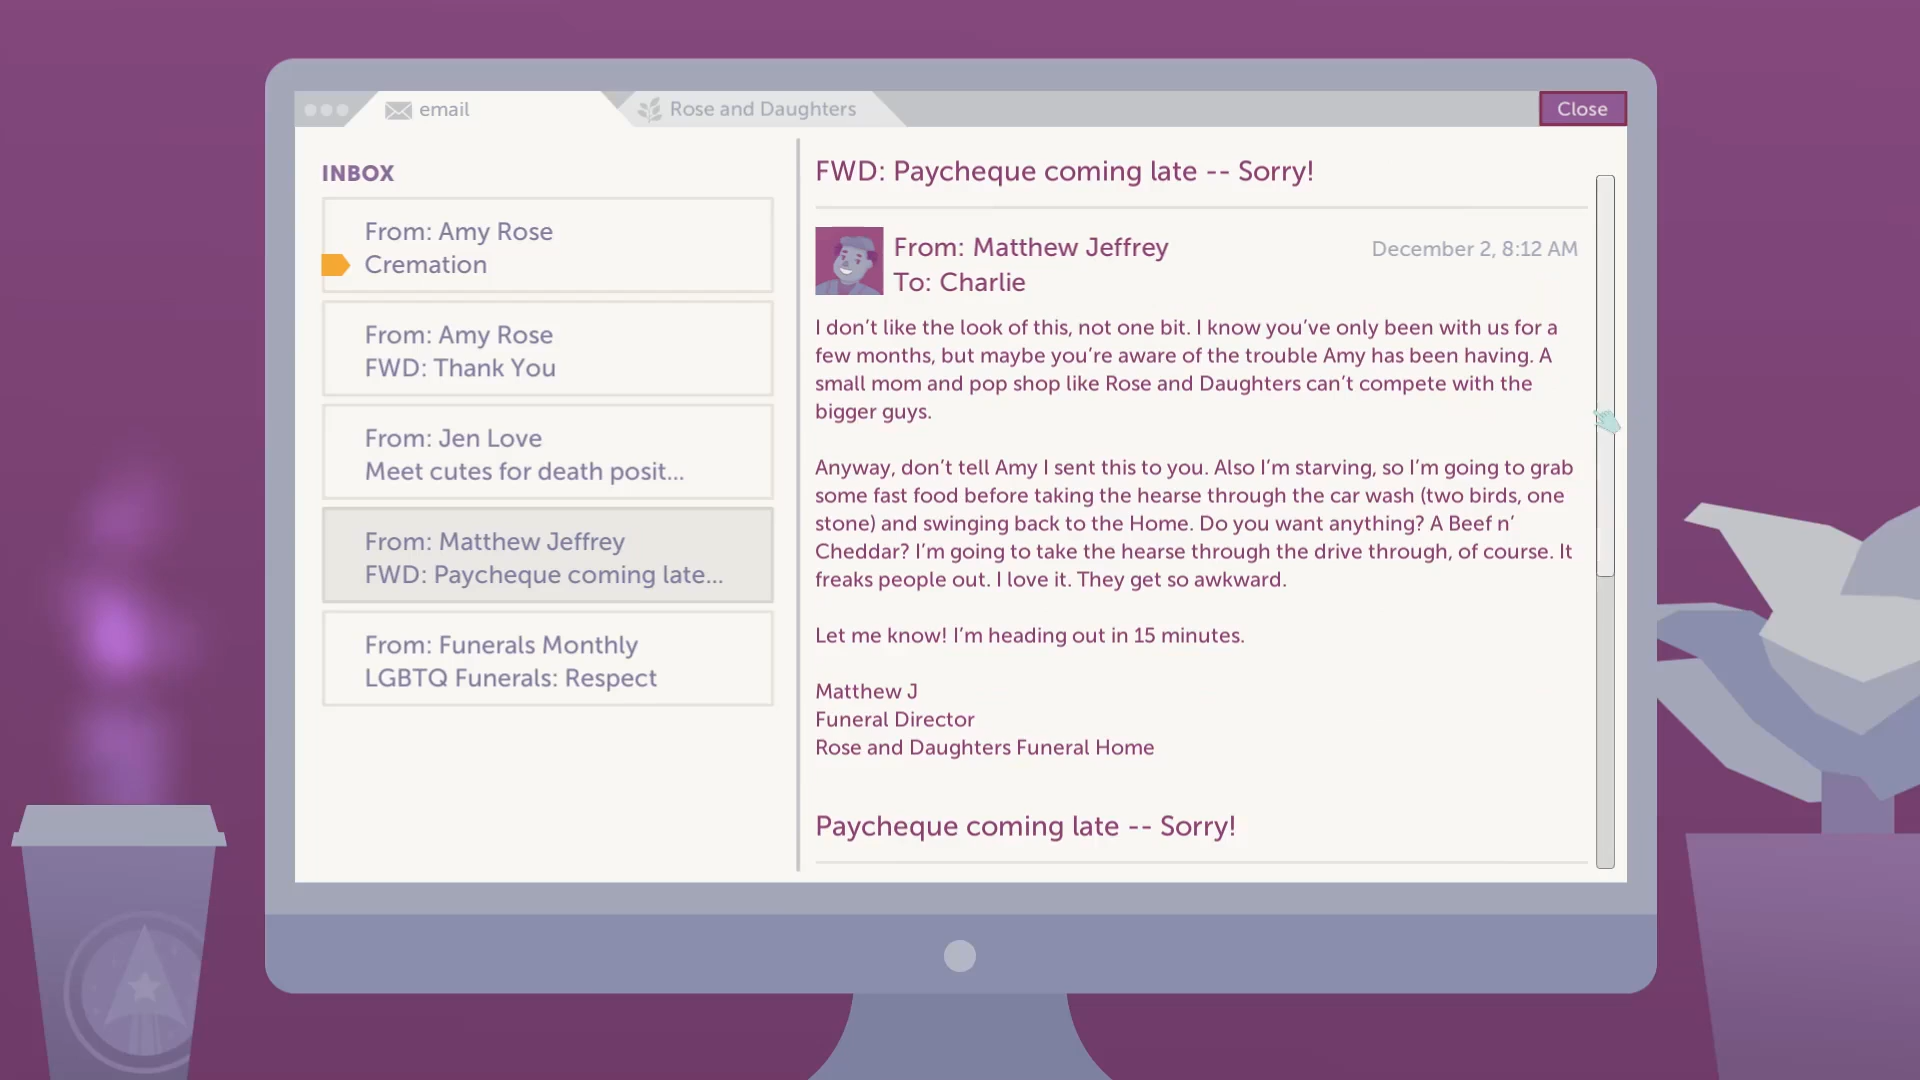 email
Rose and Daughters
Close
INBOX
From: Amy Rose
Cremation
From: Amy Rose
FWD: Thank You
From: Jen Love
Meet cutes for death posit...
From: Matthew Jeffrey
FWD: Paycheque coming late...
From: Funerals Monthly
LGBTQ Funerals: Respect
FWD: Paycheque coming late -- Sorry!
From: Matthew Jeffrey
December 2, 8:12 AM
To: Charlie
I don’t like the look of this, not one bit. I know you’ve only been with us for a
few months, but maybe you’re aware of the trouble Amy has been having. A
small mom and pop shop like Rose and Daughters can’t compete with the
bigger guys.
Anyway, don’t tell Amy I sent this to you. Also I’m starving, so I’m going to grab
some fast food before taking the hearse through the car wash (two birds, one
stone) and swinging back to the Home. Do you want anything? A Beef n’
Cheddar? I’m going to take the hearse through the drive through, of course. It
freaks people out. I love it. They get so awkward.
Let me know! I’m heading out in 15 minutes.
Matthew J
Funeral Director
Rose and Daughters Funeral Home
Paycheque coming late -- Sorry!